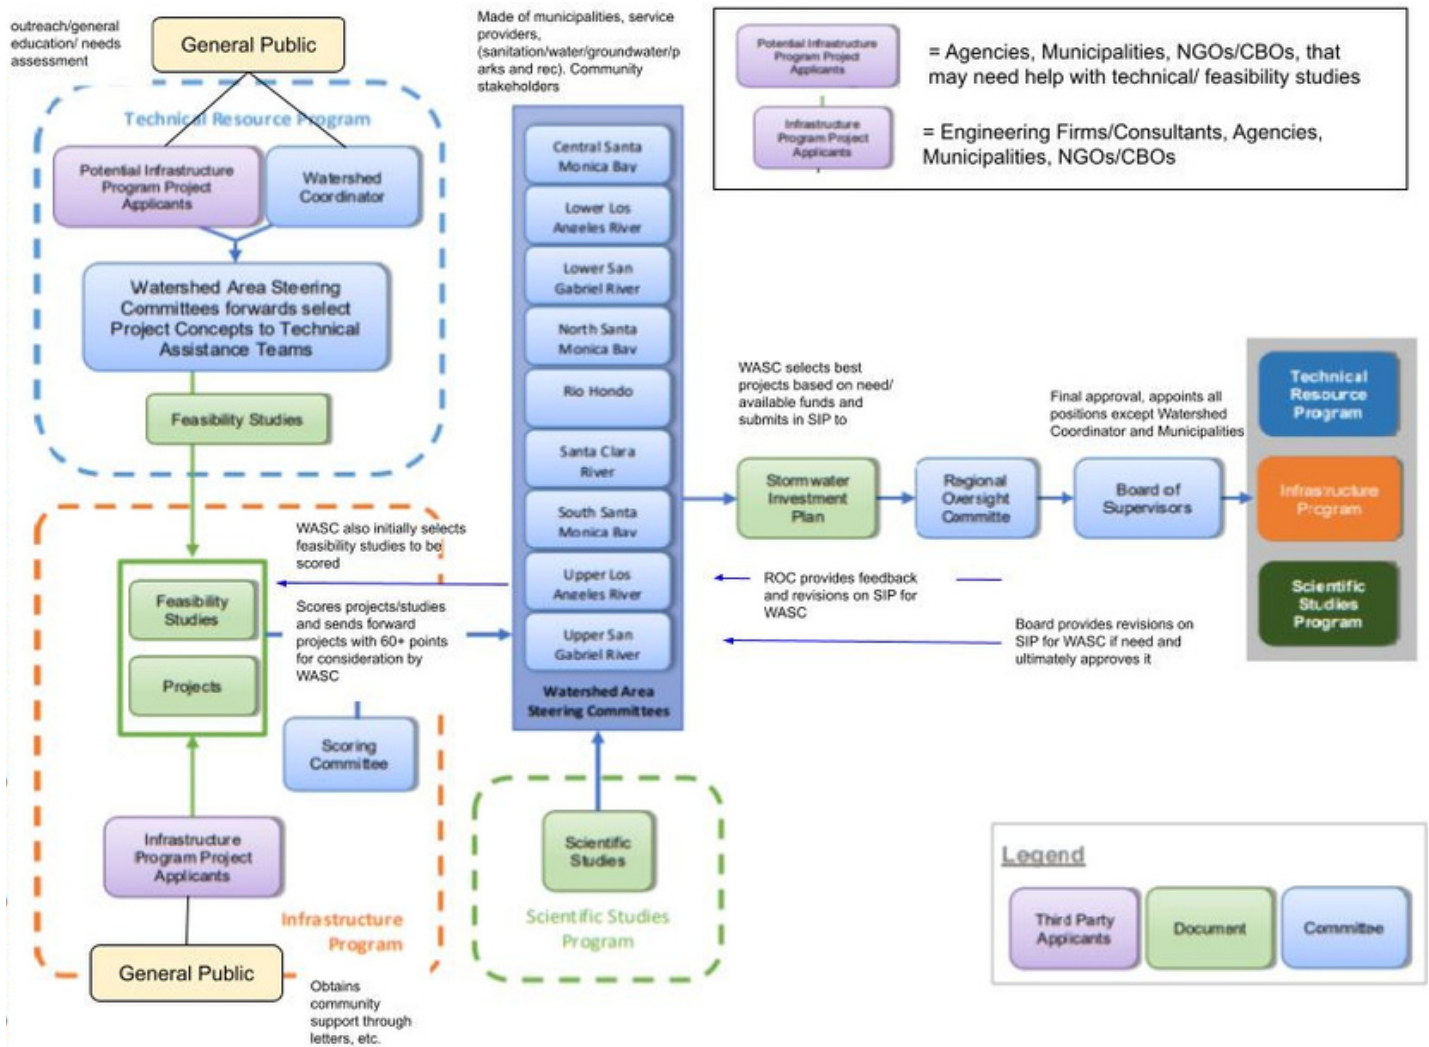 outreach/general
education/ needs
assessment
General Public
Technical Resource Program
Potential Infrastructure
Program Project
Applicants
Watershed
Coordinator
Watershed Area Steering
Committees forwards select
Project Concepts to Technical
Assistance Teams
Feasibility Studies
Feasibility
Studies
Projects
WASC also initially selects
feasibility studies to be
scored
Scores projects/studies
and sends forward
projects with 60+ points
for consideration by
WASC
Scoring
Committee
Infrastructure
Program Project
Applicants
Infrastructure
Program
General Public
Obtains
community
support through
letters, etc.
Made of municipalities, service
providers,
(sanitation/water/groundwater/p
arks and rec). Community
stakeholders
Central Santa
Monica Bay
Lower Los
Angeles River
Lower San
Gabriel River
North Santa
Monica Bay
Rio Hondo
Santa Clara
River
South Santa
Monica Bay
Upper Los
Angeles River
Upper San
Gabriel River
Watershed Area
Steering Committees
Scientific
Studies
Scientific Studies
Program
Potential Infrastructure
Program Project
Applicants
= Agencies, Municipalities, NGOs/CBOs, that
may need help with technical/ feasibility studies
Infrastructure
Program Project
Applicants
= Engineering Firms/Consultants, Agencies,
Municipalities, NGOs/CBOs
WASC selects best
projects based on need/
available funds and
submits in SIP to
Stormwater
Investment
Plan
Regional
Oversight
Committe
Final approval, appoints all
positions except Watershed
Coordinator and Municipalities
Board of
Supervisors
Technical
Resource
Program
Infrastructure
Program
Scientific
Studies
Program
ROC provides feedback
and revisions on SIP for
WASC
Board provides revisions on
SIP for WASC if need and
ultimately approves it
Legend
Third Party
Applicants
Document
Committee